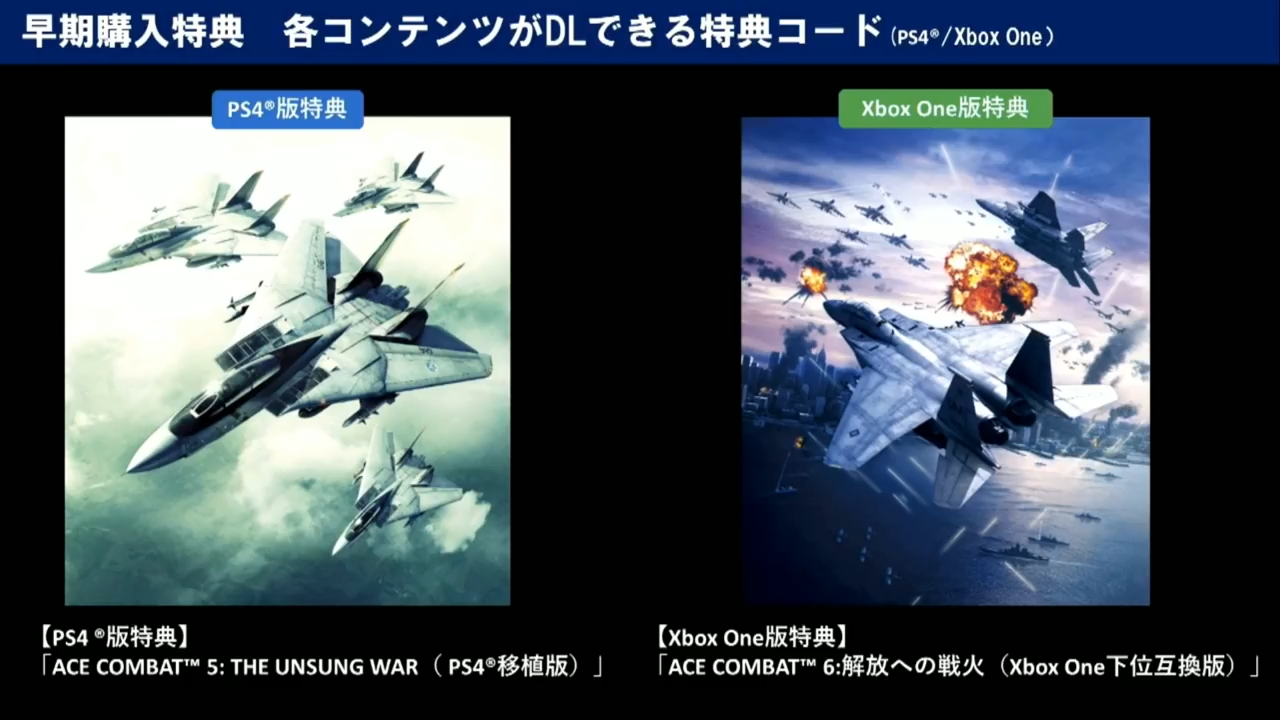 早期購入特典　各コンテンツがDLできる特典コード(PS4®/Xbox One)
PS4®版特典
Xbox One版特典
【PS4 ®版特典】
「ACE COMBAT™ 5: THE UNSUNG WAR（ PS4®移植版）」
【Xbox One版特典】
「ACE COMBAT™ 6:解放への戦火（Xbox One下位互換版）」